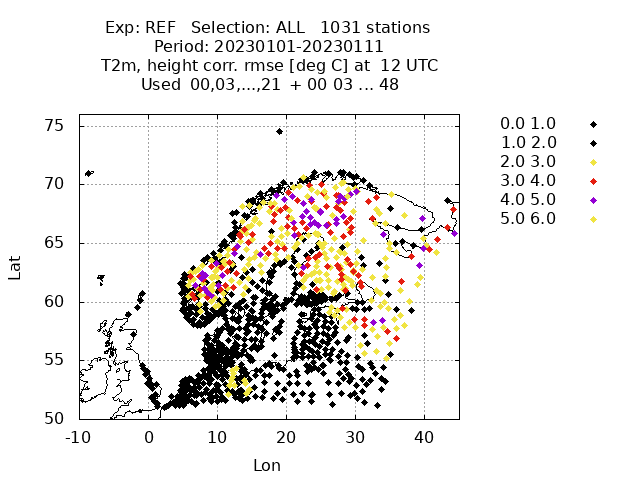 Exp: REF   Selection: ALL   1031 stations
Period: 20230101-20230111
T2m, height corr. rmse [deg C] at  12 UTC
Used  00,03,...,21  + 00 03 ... 48
75
70
65
60
55
50
Lat
-10 0 10 20 30 40
Lon
0.0 1.0
1.0 2.0
2.0 3.0
3.0 4.0
4.0 5.0
5.0 6.0